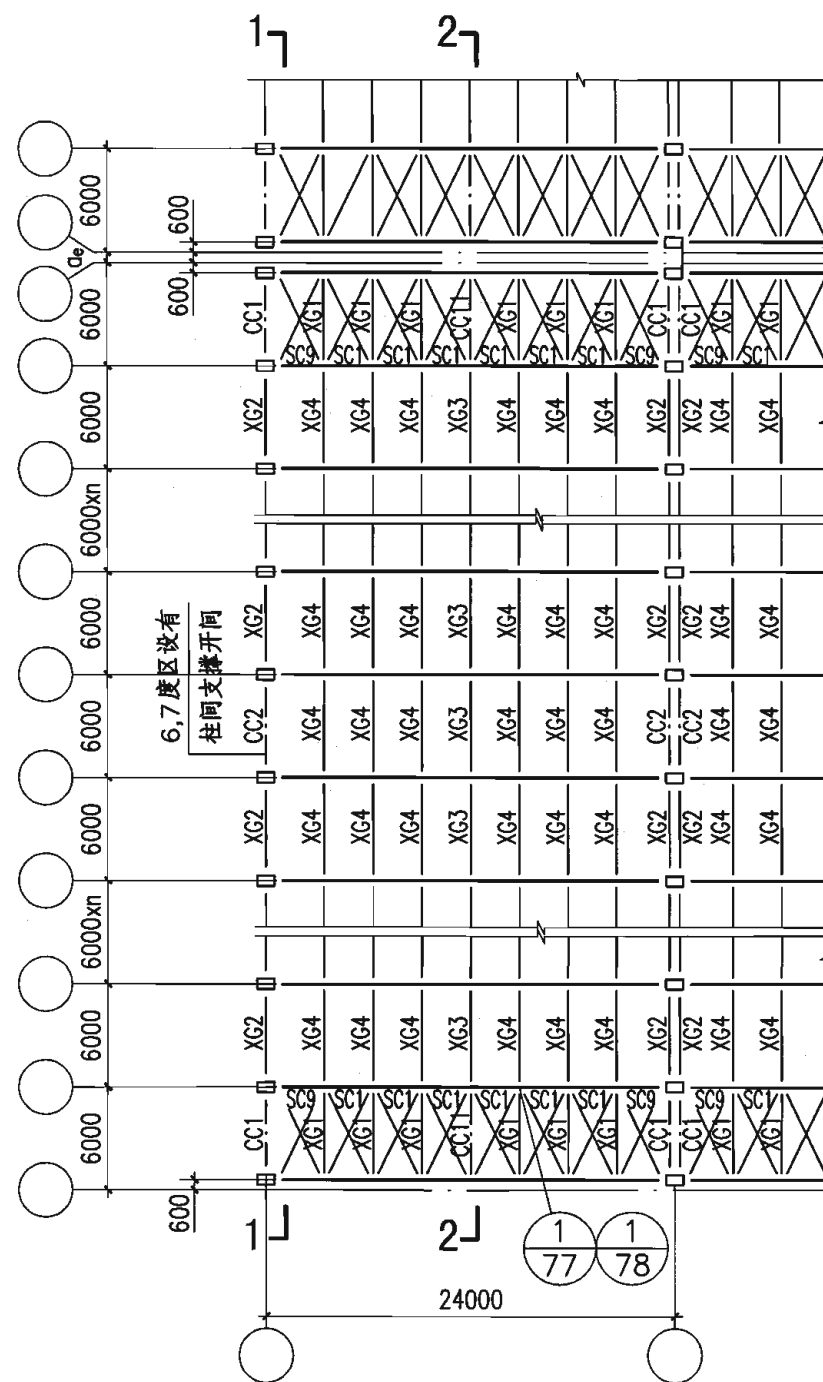 1 2
6000 600
ae
6000 600 CC1 XG1 XG1 XG1 CC11 XG1 XG1 XG1 CC1 CC1 XG1 XG1
SC9 SC1 SC1 SC1 SC1 SC1 SC1 SC9 SC9 SC1
6000 XG2 XG4 XG4 XG4 XG3 XG4 XG4 XG4 XG2 XG2 XG4 XG4
6000xn
6000 XG2 XG4 XG4 XG4 XG3 XG4 XG4 XG4 XG2 XG2 XG4 XG4
6,7度区设有
柱间支撑开间
6000 CC2 XG4 XG4 XG4 XG3 XG4 XG4 XG4 CC2 CC2 XG4 XG4
6000 XG2 XG4 XG4 XG4 XG3 XG4 XG4 XG4 XG2 XG2 XG4 XG4
6000xn
6000 XG2 XG4 XG4 XG4 XG3 XG4 XG4 XG4 XG2 XG2 XG4 XG4
SC9 SC1 SC1 SC1 SC1 SC1 SC1 SC9 SC9 SC1
6000 CC1 XG1 XG1 XG1 CC11 XG1 XG1 XG1 CC1 CC1 XG1 XG1
600
1 2
1 1
77 78
24000